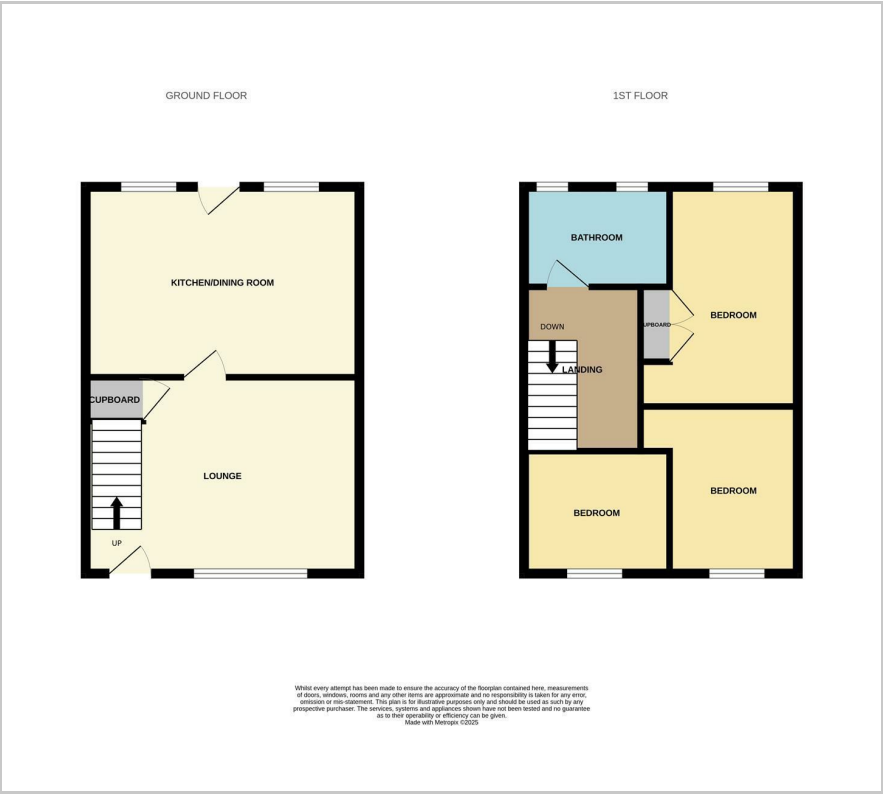 GROUND FLOOR
1ST FLOOR
KITCHEN/DINING ROOM
CUPBOARD
LOUNGE
UP
BATHROOM
BEDROOM
UPBOARD
DOWN
LANDING
BEDROOM
BEDROOM
Whilst every attempt has been made to ensure the accuracy of the floorplan contained here, measurements
of doors, windows, rooms and any other items are approximate and no responsibility is taken for any error,
omission or mis-statement. This plan is for illustrative purposes only and should be used as such by any
prospective purchaser. The services, systems and appliances shown have not been tested and no guarantee
as to their operability or efficiency can be given.
Made with Metropix ©2025